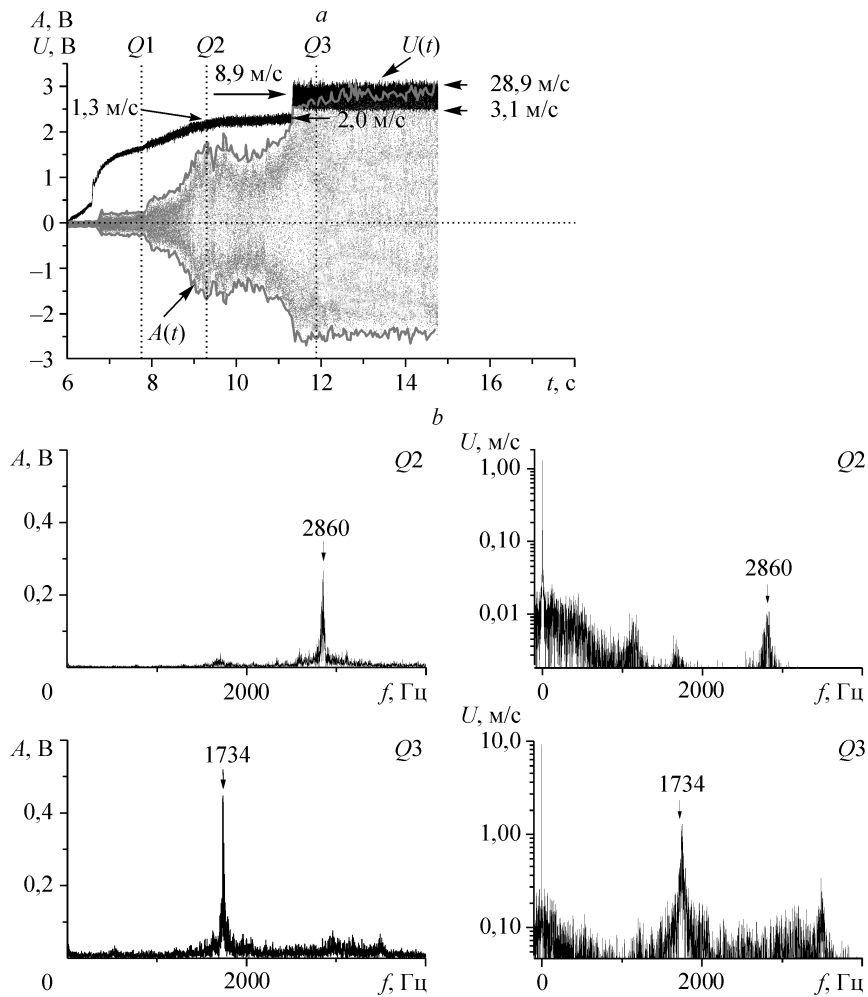 a
A, В
U, В
Q1
Q2
Q3
U(t)
8,9 м/с
28,9 м/с
1,3 м/с
2,0 м/с
3,1 м/с
3
2
1
0
–1
–2
–3
A(t)
6
8
10
12
14
16
t, с
b
A, В
Q2
0,4
0,2
2860
0
2000
f, Гц
U, м/с
Q2
1,00
0,10
0,01
2860
0
2000
f, Гц
A, В
Q3
0,4
0,2
1734
0
2000
f, Гц
U, м/с
Q3
10,0
1,00
0,10
1734
0
2000
f, Гц